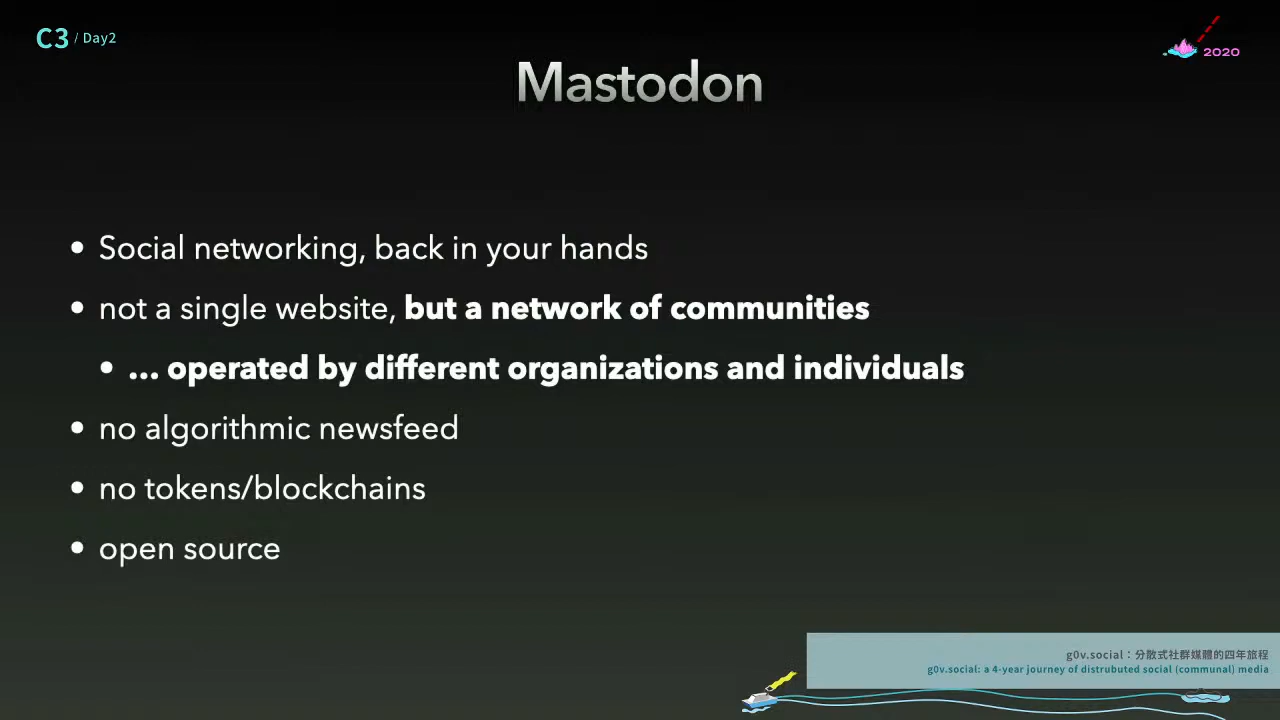 C3 / Day2
2020
Mastodon
• Social networking, back in your hands
• not a single website, but a network of communities
• ... operated by different organizations and individuals
• no algorithmic newsfeed
• no tokens/blockchains
• open source
g0v.social：分散式社群媒體的四年旅程
g0v.social: a 4-year journey of distrubuted social (communal) media